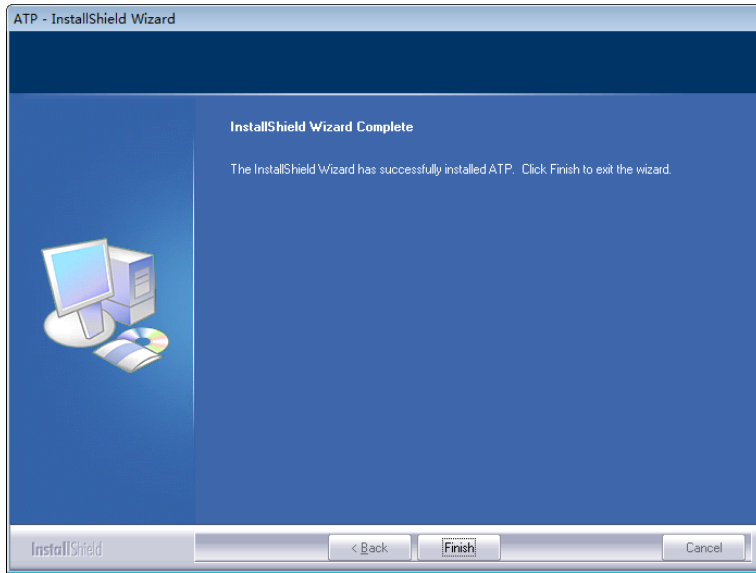 ATP - InstallShield Wizard
InstallShield Wizard Complete
The InstallShield Wizard has successfully installed ATP. Click Finish to exit the wizard.
InstallShield
< Back
Finish
Cancel